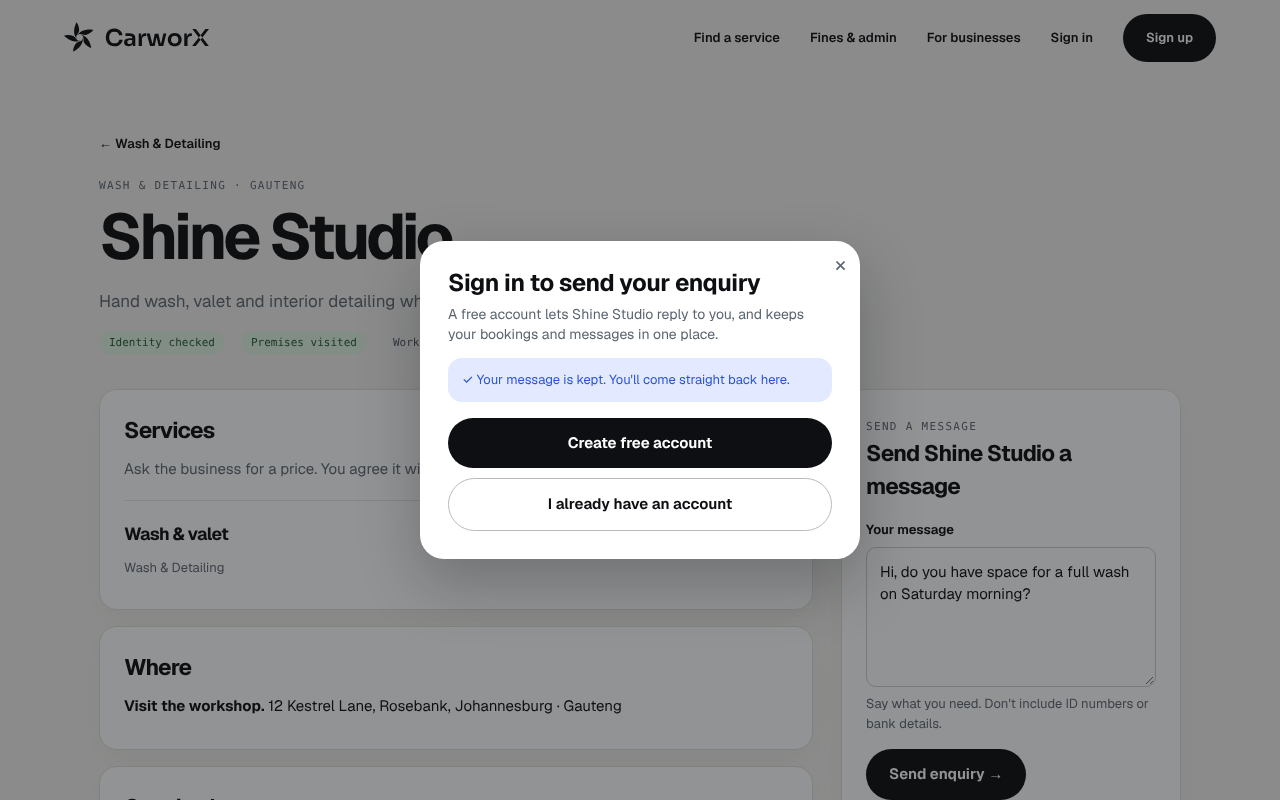 CarworX
Find a service
Fines & admin
For businesses
Sign in
Sign up
← Wash & Detailing
WASH & DETAILING · GAUTENG
Shine Studio
Hand wash, valet and interior detailing
Identity checked
Premises visited
Work
Services
Ask the business for a price. You agree it
Wash & valet
Wash & Detailing
Where
Visit the workshop. 12 Kestrel Lane, Rosebank, Johannesburg · Gauteng
Sign in to send your enquiry
×
A free account lets Shine Studio reply to you, and keeps
your bookings and messages in one place.
✓ Your message is kept. You'll come straight back here.
Create free account
I already have an account
SEND A MESSAGE
Send Shine Studio a
message
Your message
Hi, do you have space for a full wash
on Saturday morning?
Say what you need. Don't include ID numbers or
bank details.
Send enquiry →